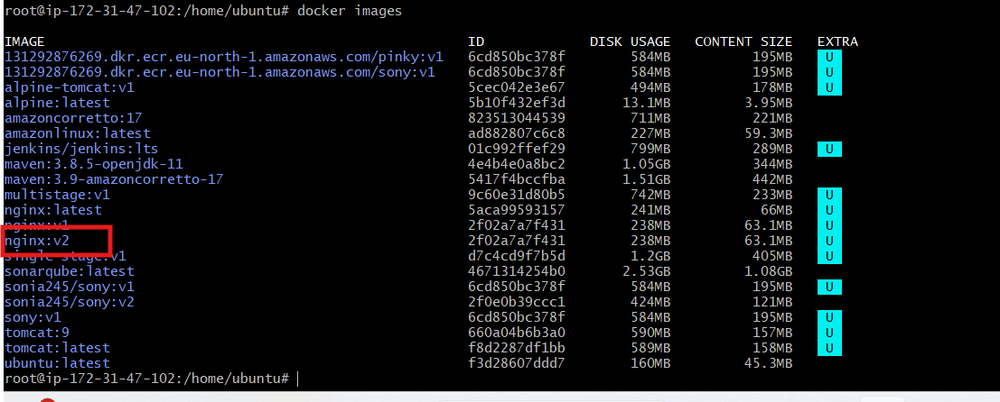 root@ip-172-31-47-102:/home/ubuntu# docker images
IMAGE ID DISK USAGE CONTENT SIZE EXTRA
131292876269.dkr.ecr.eu-north-1.amazonaws.com/pinky:v1 6cd850bc378f 584MB 195MB U
131292876269.dkr.ecr.eu-north-1.amazonaws.com/sony:v1 6cd850bc378f 584MB 195MB U
alpine-tomcat:v1 5cec042e3e67 494MB 178MB U
alpine:latest 5b10f432ef3d 13.1MB 3.95MB
amazoncorretto:17 823513044539 711MB 221MB
amazonlinux:latest ad882807c6c8 227MB 59.3MB
jenkins/jenkins:lts 01c992ffef29 799MB 289MB U
maven:3.8.5-openjdk-11 4e4b4e0a8bc2 1.05GB 344MB
maven:3.9-amazoncorretto-17 5417f4bccfba 1.51GB 442MB
multistage:v1 9c60e31d80b5 742MB 233MB U
nginx:latest 5aca99593157 241MB 66MB U
nginx:v1 2f02a7a7f431 238MB 63.1MB U
nginx:v2 2f02a7a7f431 238MB 63.1MB U
single-stage:v1 d7c4cd9f7b5d 1.2GB 405MB U
sonarqube:latest 4671314254b0 2.53GB 1.08GB
sonia245/sony:v1 6cd850bc378f 584MB 195MB U
sonia245/sony:v2 2f0e0b39ccc1 424MB 121MB
sony:v1 6cd850bc378f 584MB 195MB U
tomcat:9 660a04b6b3a0 590MB 157MB U
tomcat:latest f8d2287df1bb 589MB 158MB U
ubuntu:latest f3d28607ddd7 160MB 45.3MB
root@ip-172-31-47-102:/home/ubuntu#